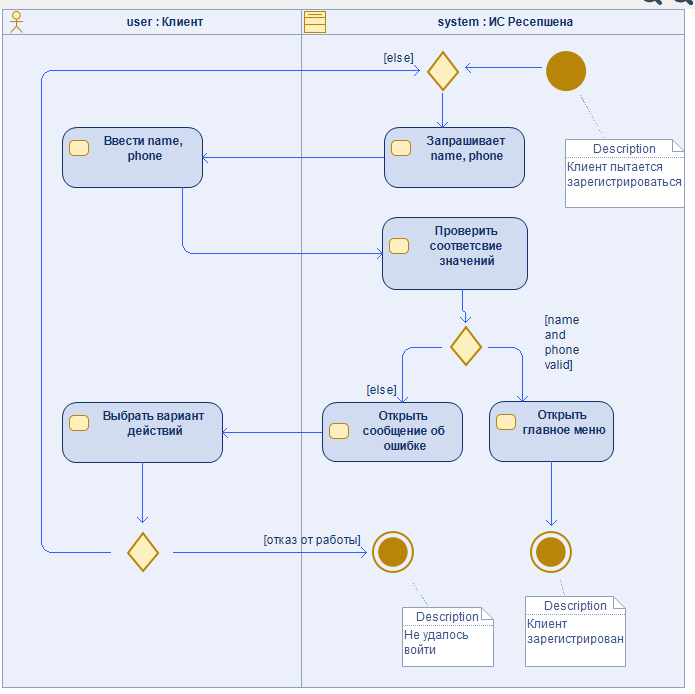 user : Клиент
system : ИС Ресепшена
[else]
Ввести name,
phone
Запрашивает
name, phone
Description
Клиент пытается
зарегистрироваться
Проверить
соответсвие
значений
[name
and
phone
valid]
[else]
Выбрать вариант
действий
Открыть
сообщение об
ошибке
Открыть
главное меню
[отказ от работы]
Description
Не удалось
войти
Description
Клиент
зарегистрирован